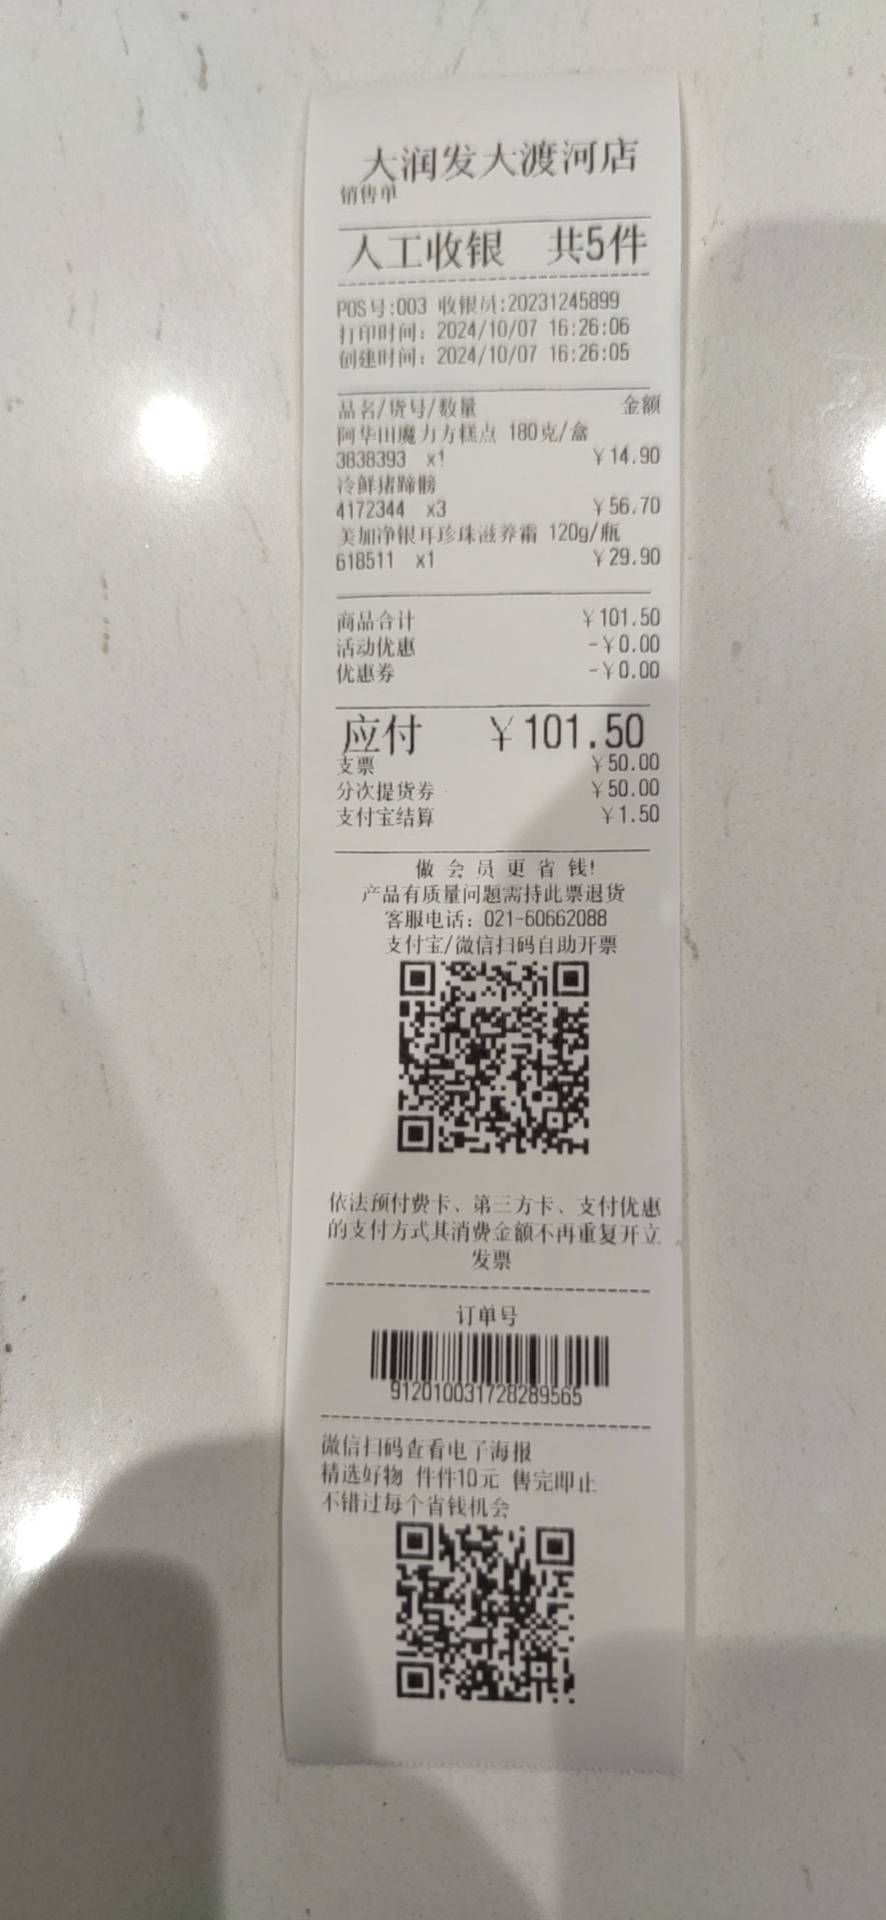 大润发大渡河店
销售单
人工收银 共5件
POS号:003 收银员:20231245899
打印时间: 2024/10/07 16:26:06
创建时间: 2024/10/07 16:26:05
品名/货号/数量 金额
阿华田魔力方糕点 180克/盒
3838393 x1 ¥14.90
冷鲜猪蹄髈
4172344 x3 ¥56.70
美加净银耳珍珠滋养霜 120g/瓶
618511 x1 ¥29.90
商品合计 ¥101.50
活动优惠 -¥0.00
优惠券 -¥0.00
应付 ¥101.50
支票 ¥50.00
分次提货券 ¥50.00
支付宝结算 ¥1.50
做会员更省钱!
产品有质量问题需持此票退货
客服电话: 021-60662088
支付宝/微信扫码自助开票
依法预付费卡、第三方卡、支付优惠
的支付方式其消费金额不再重复开立
发票
订单号
912010031728289565
微信扫码查看电子海报
精选好物 件件10元 售完即止
不错过每个省钱机会